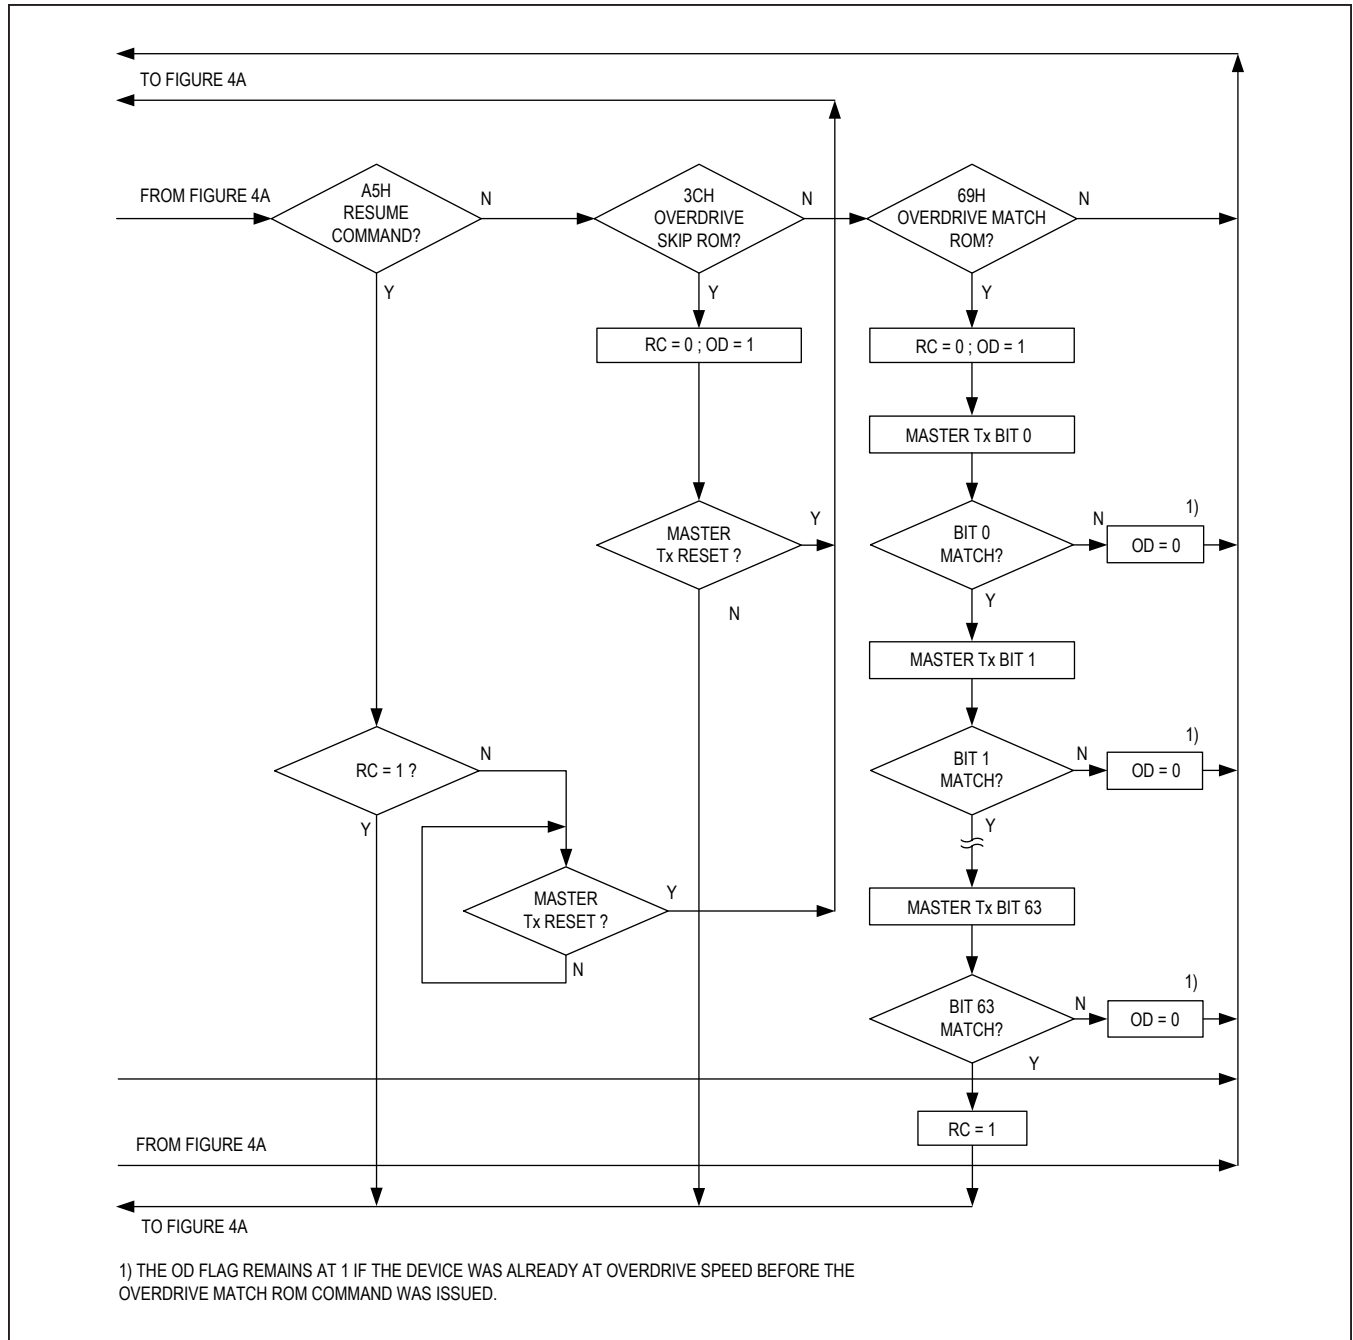 TO FIGURE 4A
FROM FIGURE 4A
A5H
RESUME
COMMAND?
N
3CH
OVERDRIVE
SKIP ROM?
N
69H
OVERDRIVE MATCH
ROM?
N
Y
Y
Y
RC = 0 ; OD = 1
RC = 0 ; OD = 1
MASTER Tx BIT 0
MASTER
Tx RESET ?
Y
N
BIT 0
MATCH?
N
1)
OD = 0
Y
MASTER Tx BIT 1
RC = 1 ?
N
Y
BIT 1
MATCH?
N
1)
OD = 0
Y
MASTER
Tx RESET ?
Y
N
MASTER Tx BIT 63
BIT 63
MATCH?
N
1)
OD = 0
Y
RC = 1
FROM FIGURE 4A
TO FIGURE 4A
1) THE OD FLAG REMAINS AT 1 IF THE DEVICE WAS ALREADY AT OVERDRIVE SPEED BEFORE THE
OVERDRIVE MATCH ROM COMMAND WAS ISSUED.